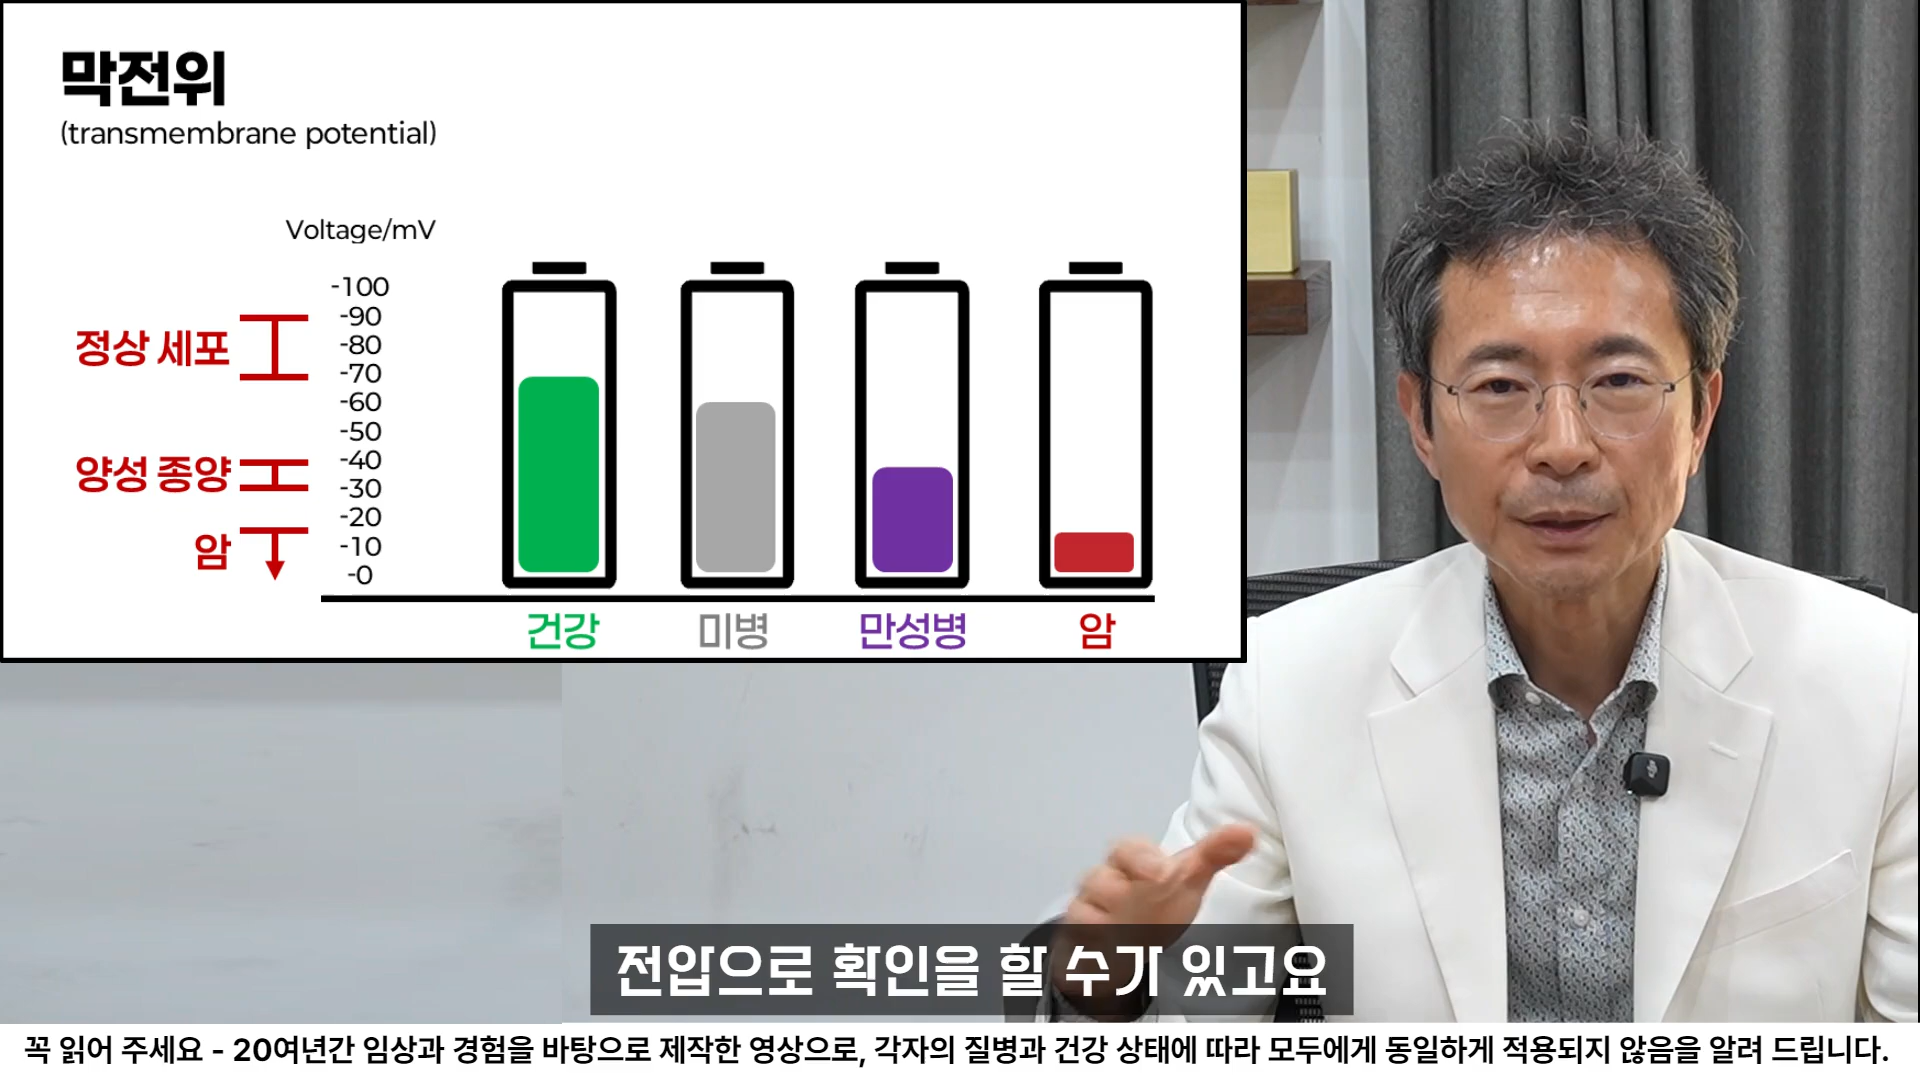 막전위
(transmembrane potential)
Voltage/mV
-100
-90
-80
-70
-60
-50
-40
-30
-20
-10
-0
정상 세포
양성 종양
암
건강 미병 만성병 암
전압으로 확인을 할 수가 있고요
꼭 읽어 주세요 - 20여년간 임상과 경험을 바탕으로 제작한 영상으로, 각자의 질병과 건강 상태에 따라 모두에게 동일하게 적용되지 않음을 알려 드립니다.